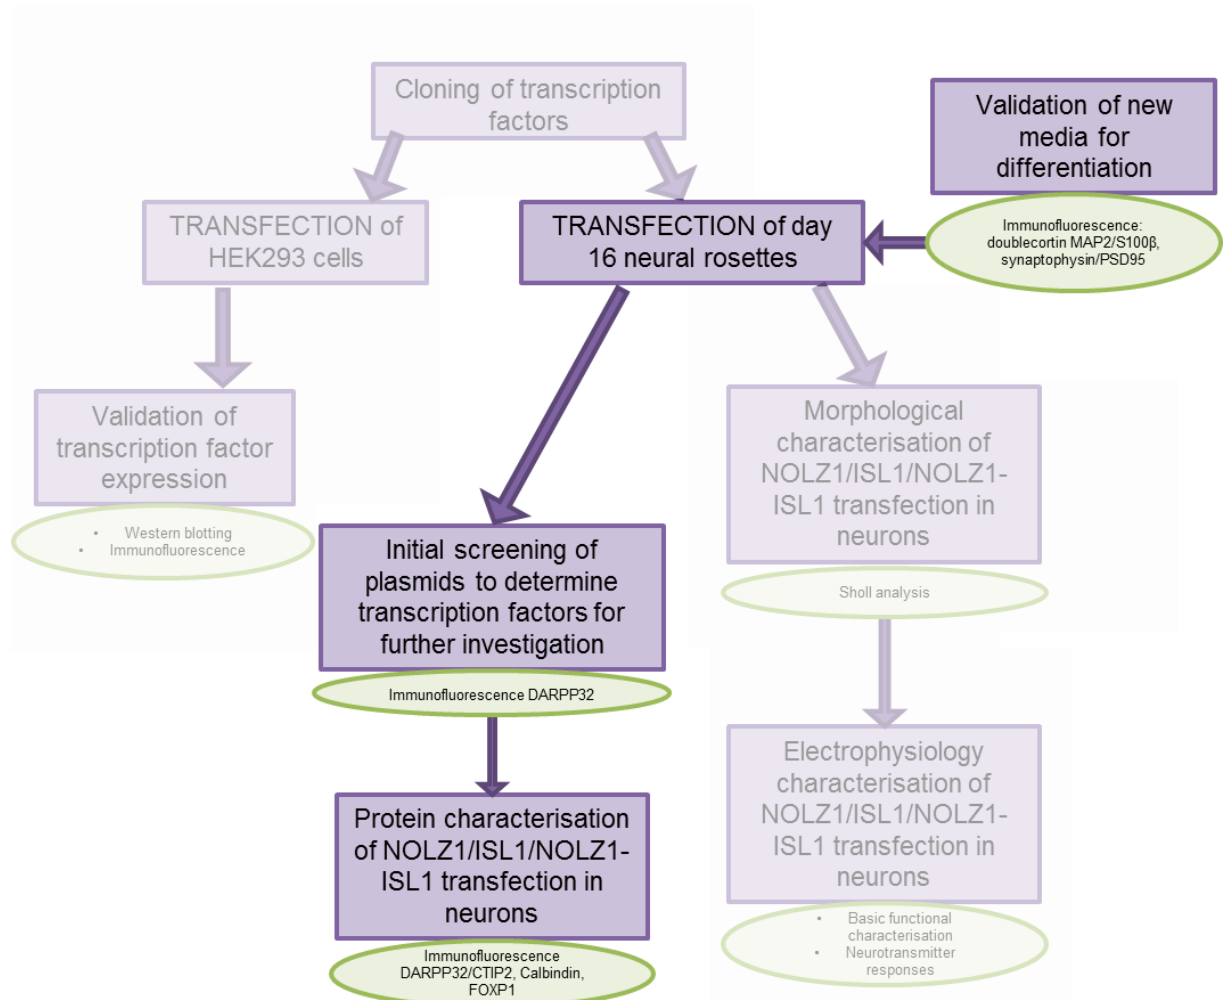 Cloning of transcription
factors
Validation of new
media for
differentiation
Immunofluorescence:
doublecortin MAP2/S100β,
synaptophysin/PSD95
TRANSFECTION of
HEK293 cells
TRANSFECTION of day
16 neural rosettes
Validation of
transcription factor
expression
• Western blotting
• Immunofluorescence
Morphological
characterisation of
NOLZ1/ISL1/NOLZ1-
ISL1 transfection in
neurons
Sholl analysis
Initial screening of
plasmids to determine
transcription factors for
further investigation
Immunofluorescence DARPP32
Electrophysiology
characterisation of
NOLZ1/ISL1/NOLZ1-
ISL1 transfection in
neurons
• Basic functional
characterisation
• Neurotransmitter
responses
Protein characterisation
of NOLZ1/ISL1/NOLZ1-
ISL1 transfection in
neurons
Immunofluorescence
DARPP32/CTIP2, Calbindin,
FOXP1